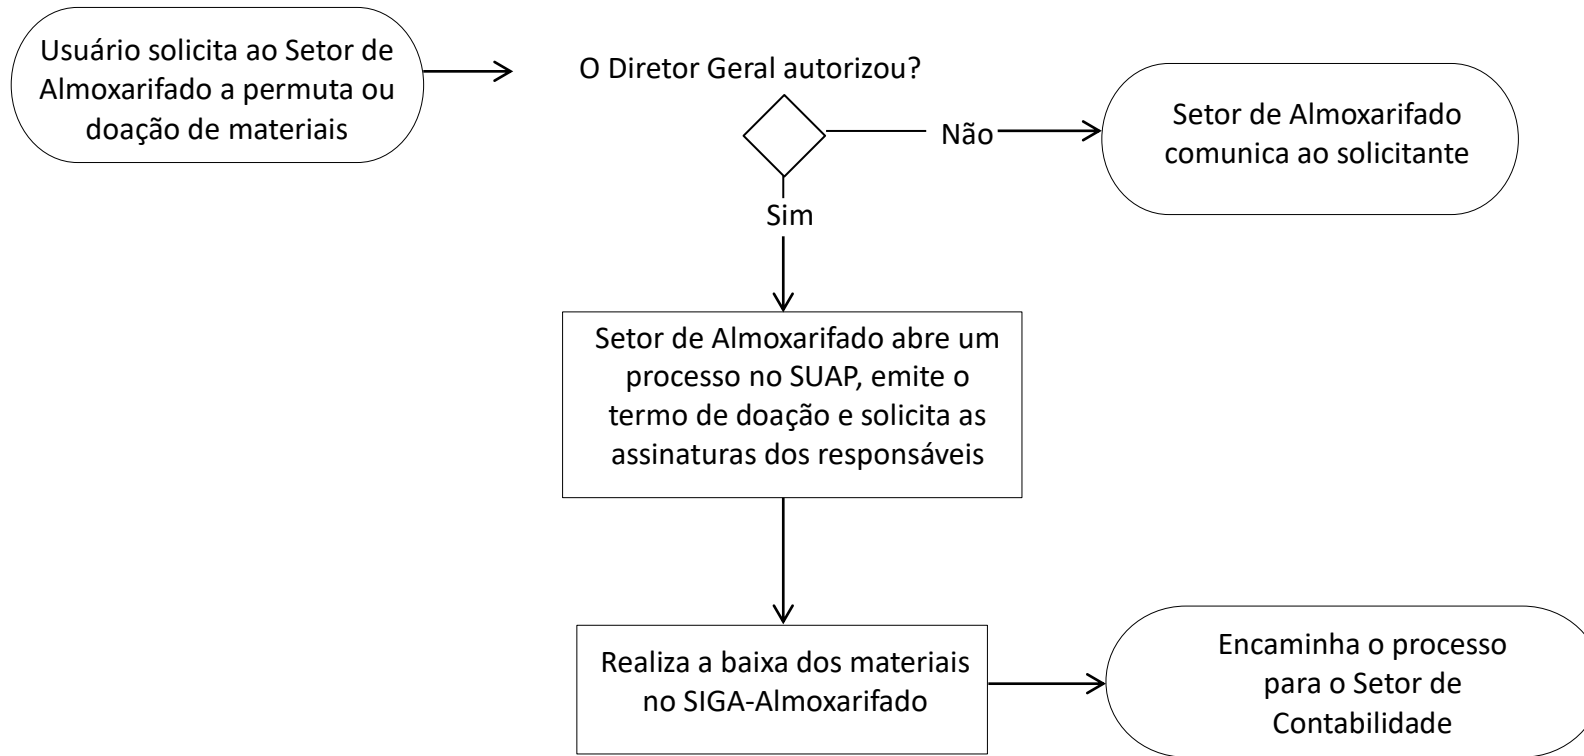 Usuário solicita ao Setor de
Almoxarifado a permuta ou
doação de materiais
O Diretor Geral autorizou?
Não
Setor de Almoxarifado
comunica ao solicitante
Sim
Setor de Almoxarifado abre um
processo no SUAP, emite o
termo de doação e solicita as
assinaturas dos responsáveis
Realiza a baixa dos materiais
no SIGA-Almoxarifado
Encaminha o processo
para o Setor de
Contabilidade